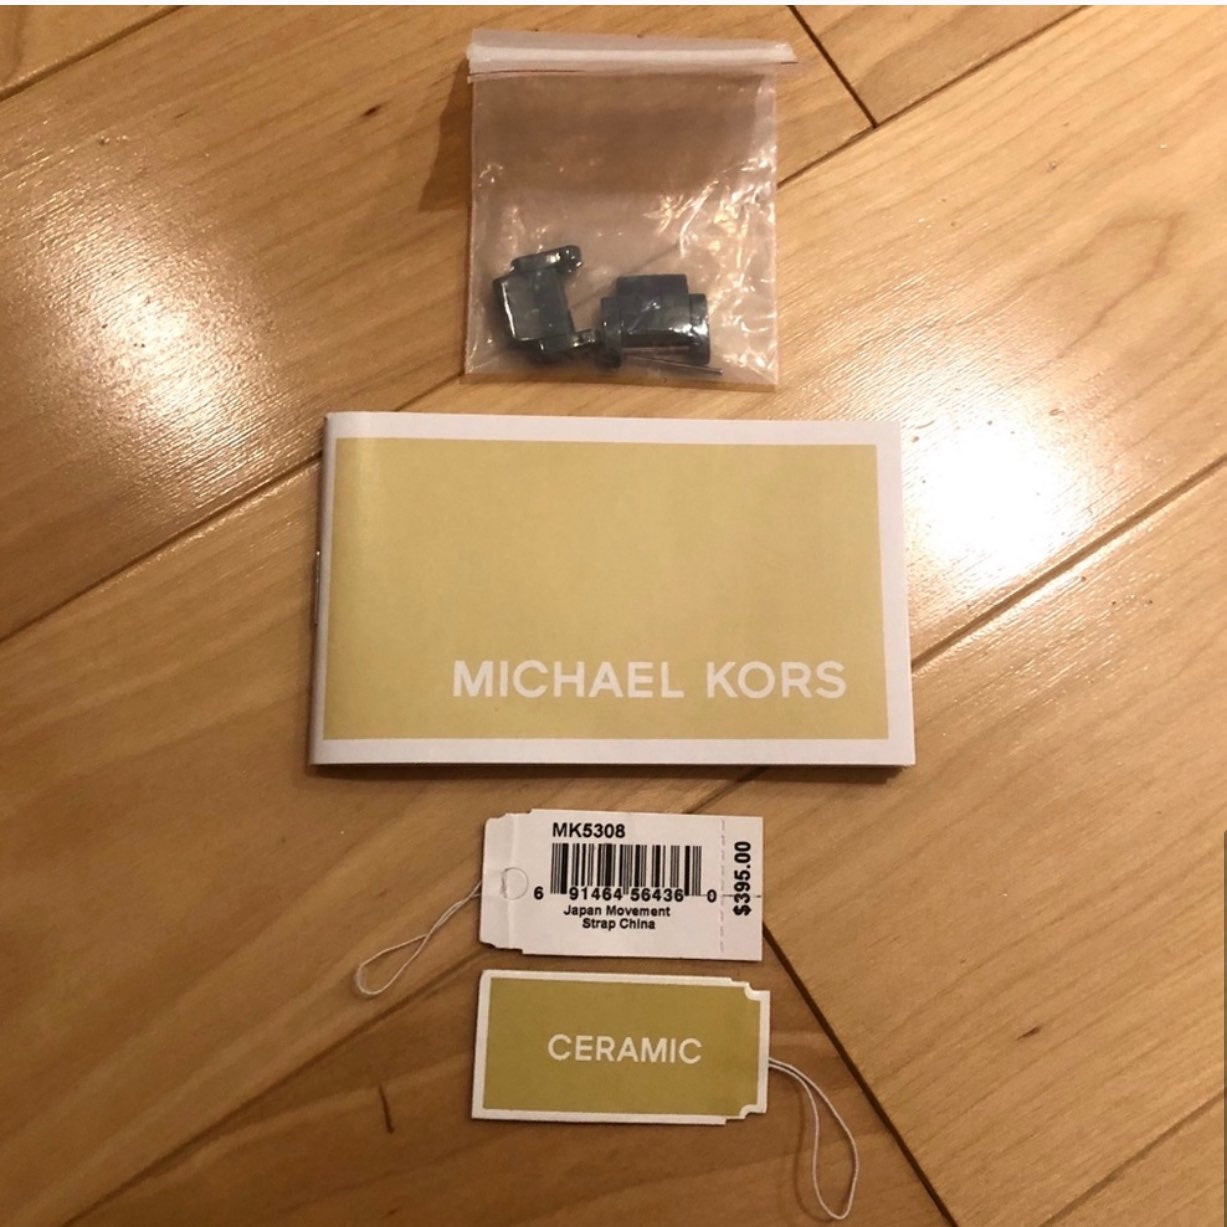 MICHAEL KORS
MK5308
6 91464 56436 0
Japan Movement
Strap China
$395.00
CERAMIC